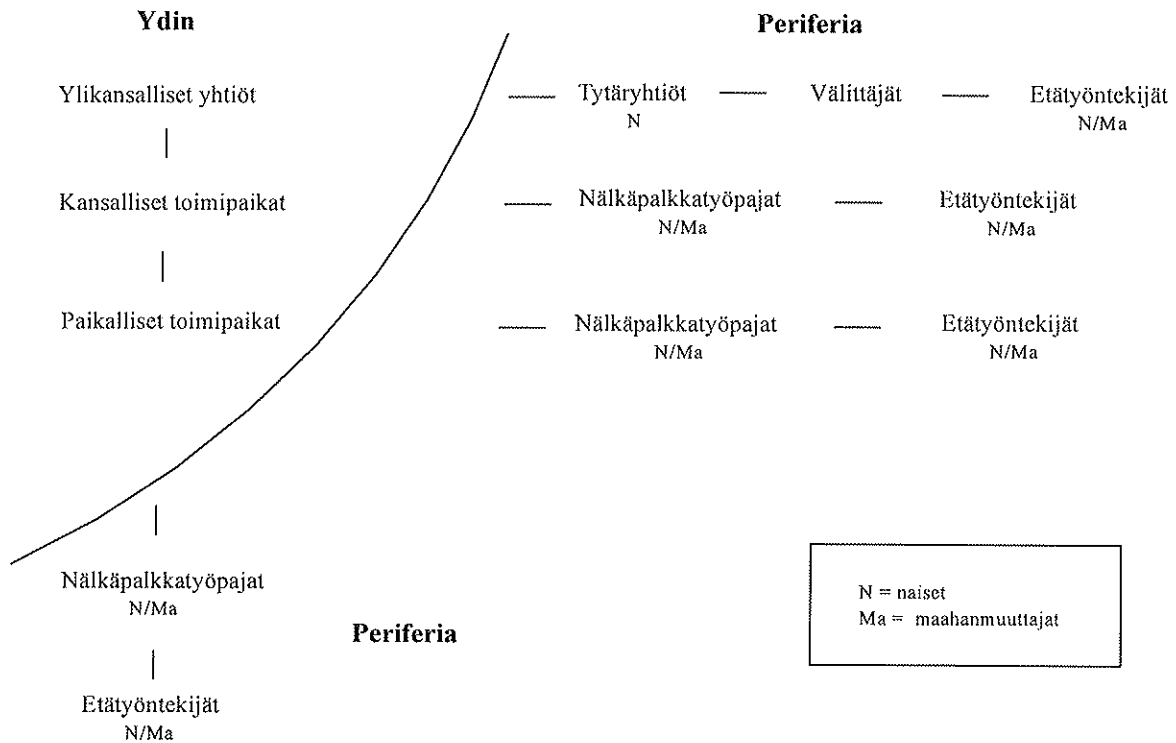 Ydin
Periferia
Ylikansalliset yhtiöt
Tytäryhtiöt
Välittäjät
Etätyöntekijät
N
N/Ma
Kansalliset toimipaikat
Nälkäpalkkatyöpajat
Etätyöntekijät
N/Ma
N/Ma
Paikalliset toimipaikat
Nälkäpalkkatyöpajat
Etätyöntekijät
N/Ma
N/Ma
Nälkäpalkkatyöpajat
N/Ma
Periferia
Etätyöntekijät
N/Ma
N = naiset
Ma = maahanmuuttajat